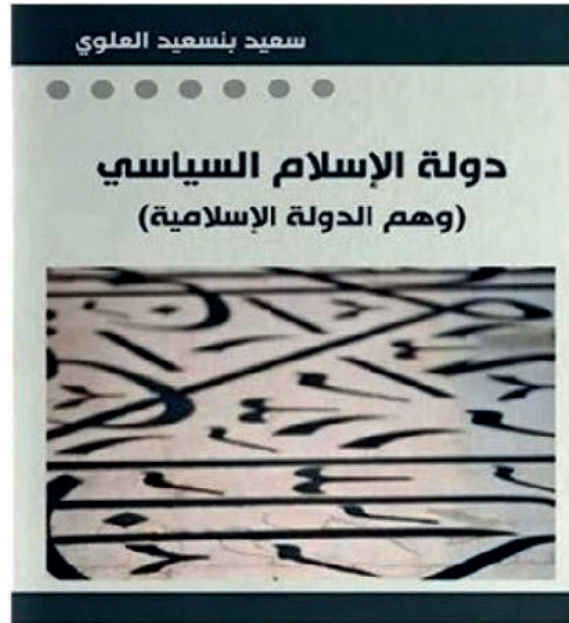 سعيد بنسعيد العلوي
دولة الإسلام السياسي
(وهم الدولة الإسلامية)